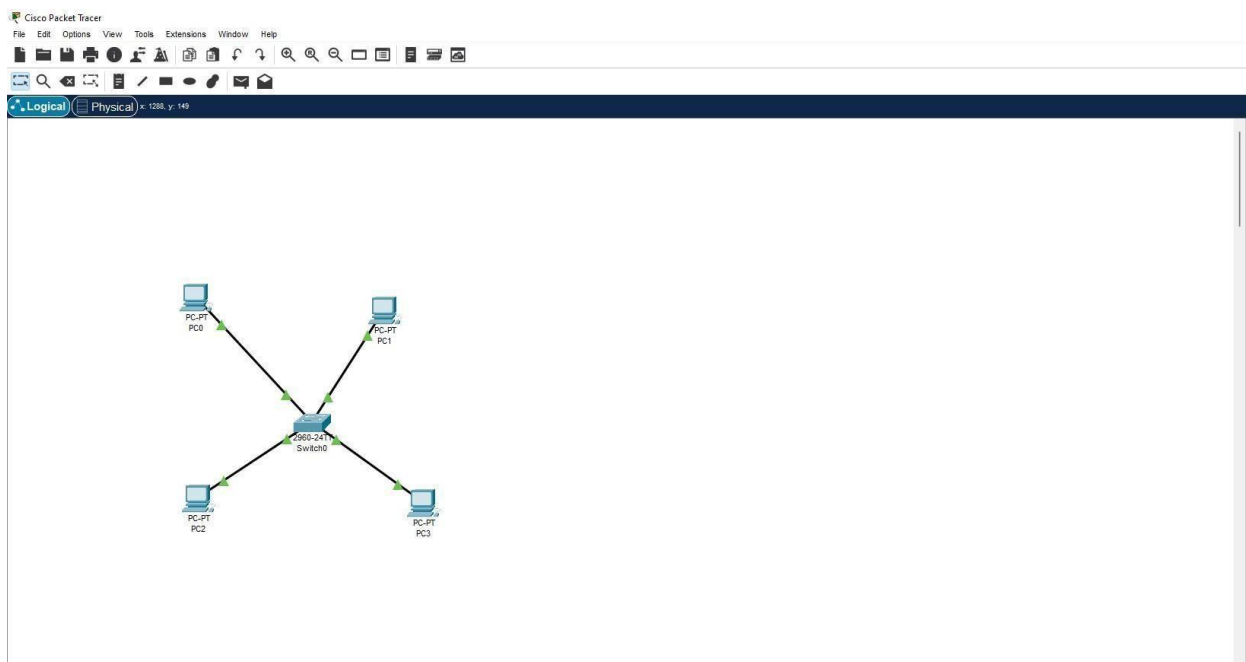 Cisco Packet Tracer
File Edit Options View Tools Extensions Window Help
Logical Physical x: 1288, y: 149
PC-PT
PC0
PC-PT
PC1
2960-24TT
Switch0
PC-PT
PC2
PC-PT
PC3